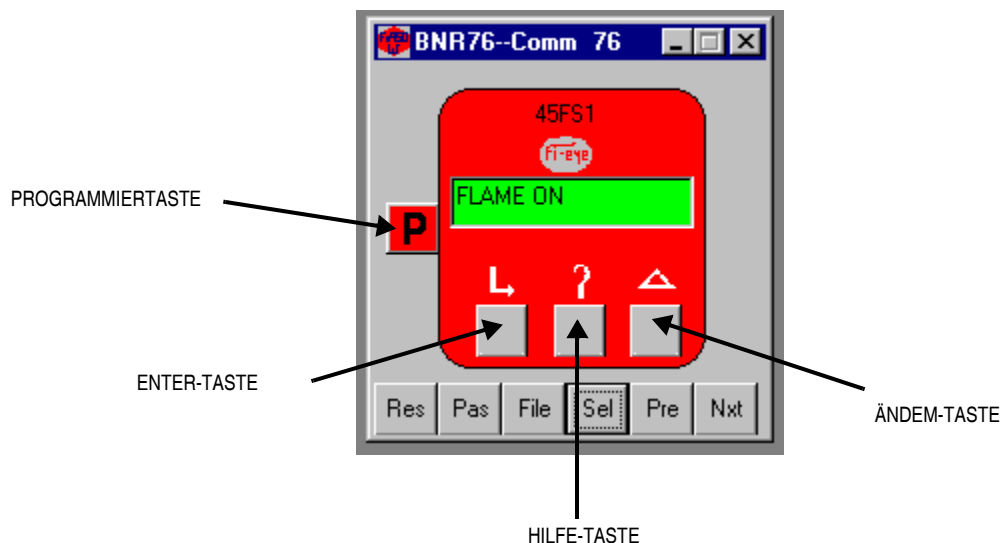 BNR76--Comm 76
45FS1
Fi-eye
FLAME ON
PROGRAMMIERTASTE
P
?
ENTER-TASTE
Res Pas File Sel Pre Nxt
ÄNDEM-TASTE
HILFE-TASTE